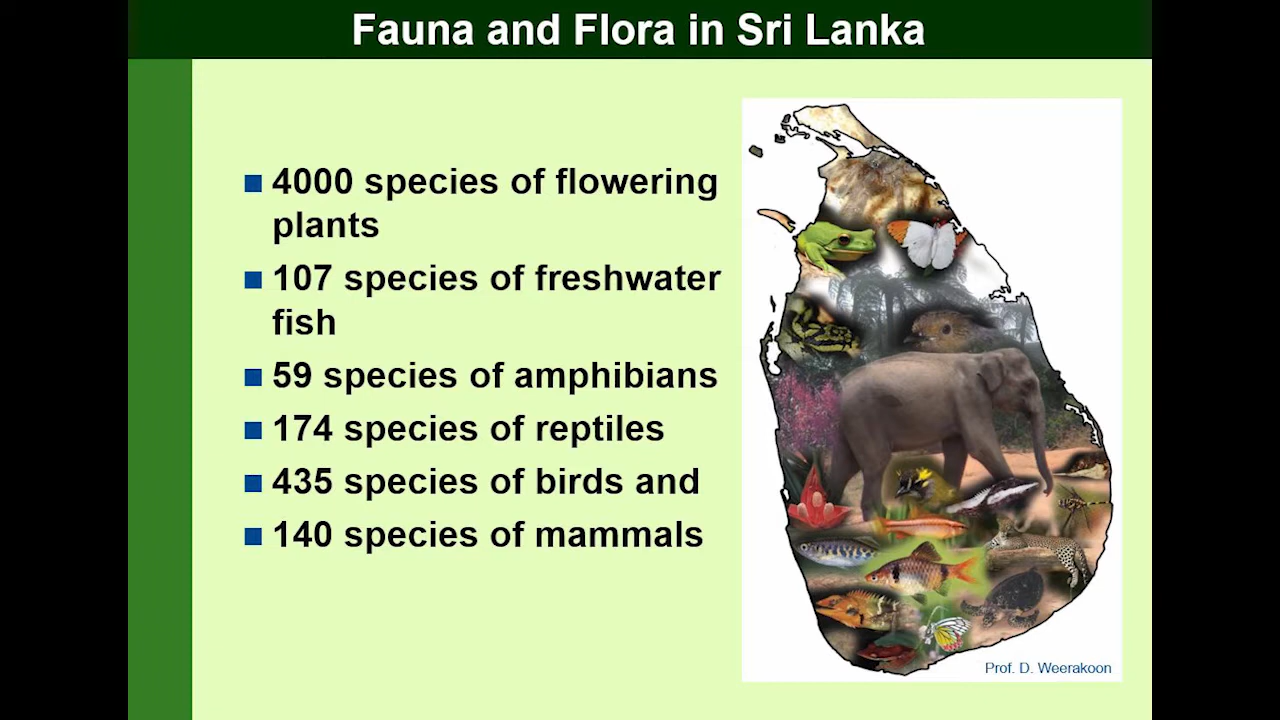 Fauna and Flora in Sri Lanka
4000 species of flowering
plants
107 species of freshwater
fish
59 species of amphibians
174 species of reptiles
435 species of birds and
140 species of mammals
Prof. D. Weerakoon